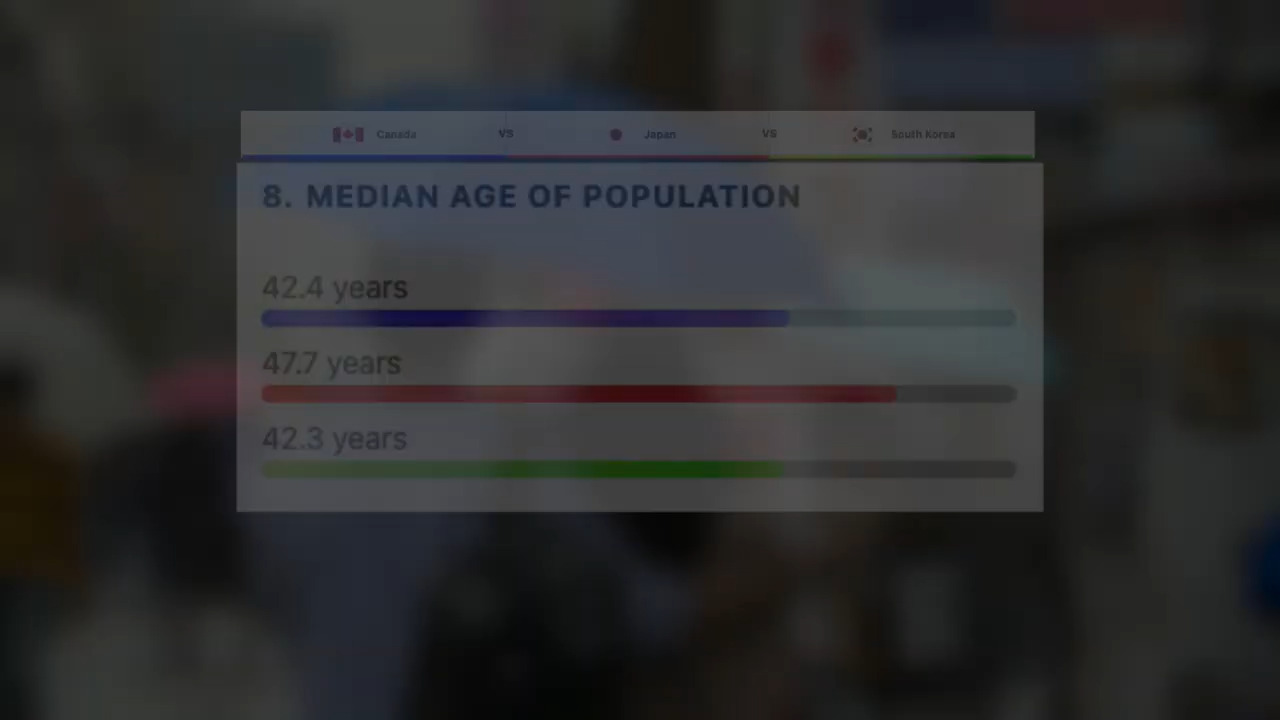 Canada VS Japan VS South Korea
8. MEDIAN AGE OF POPULATION
42.4 years
47.7 years
42.3 years